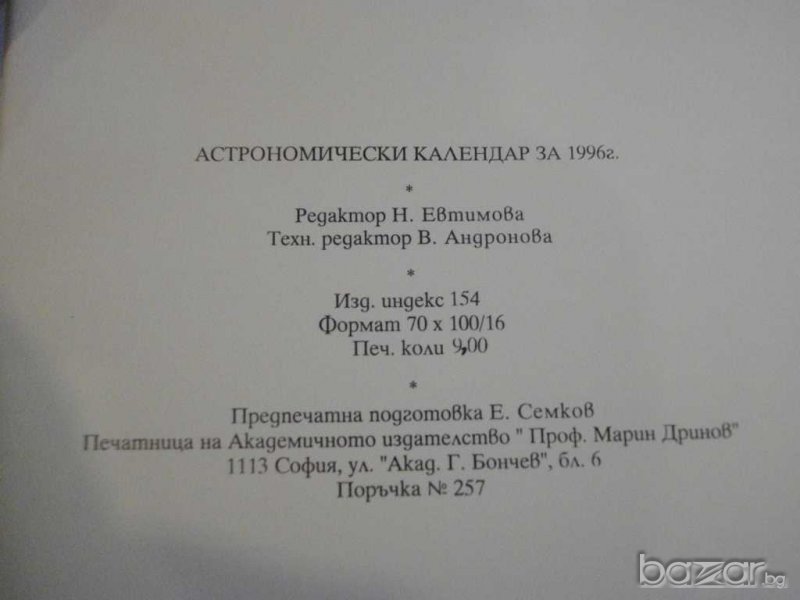 АСТРОНОМИЧЕСКИ КАЛЕНДАР ЗА 1996г.
*
Редактор Н. Евтимова
Техн. редактор В. Андронова
*
Изд. индекс 154
Формат 70 x 100/16
Печ. коли 9,00
*
Предпечатна подготовка Е. Семков
Печатница на Академичното издателство " Проф. Марин Дринов"
1113 София, ул. "Акад. Г. Бончев", бл. 6
Поръчка № 257
bazar.bg